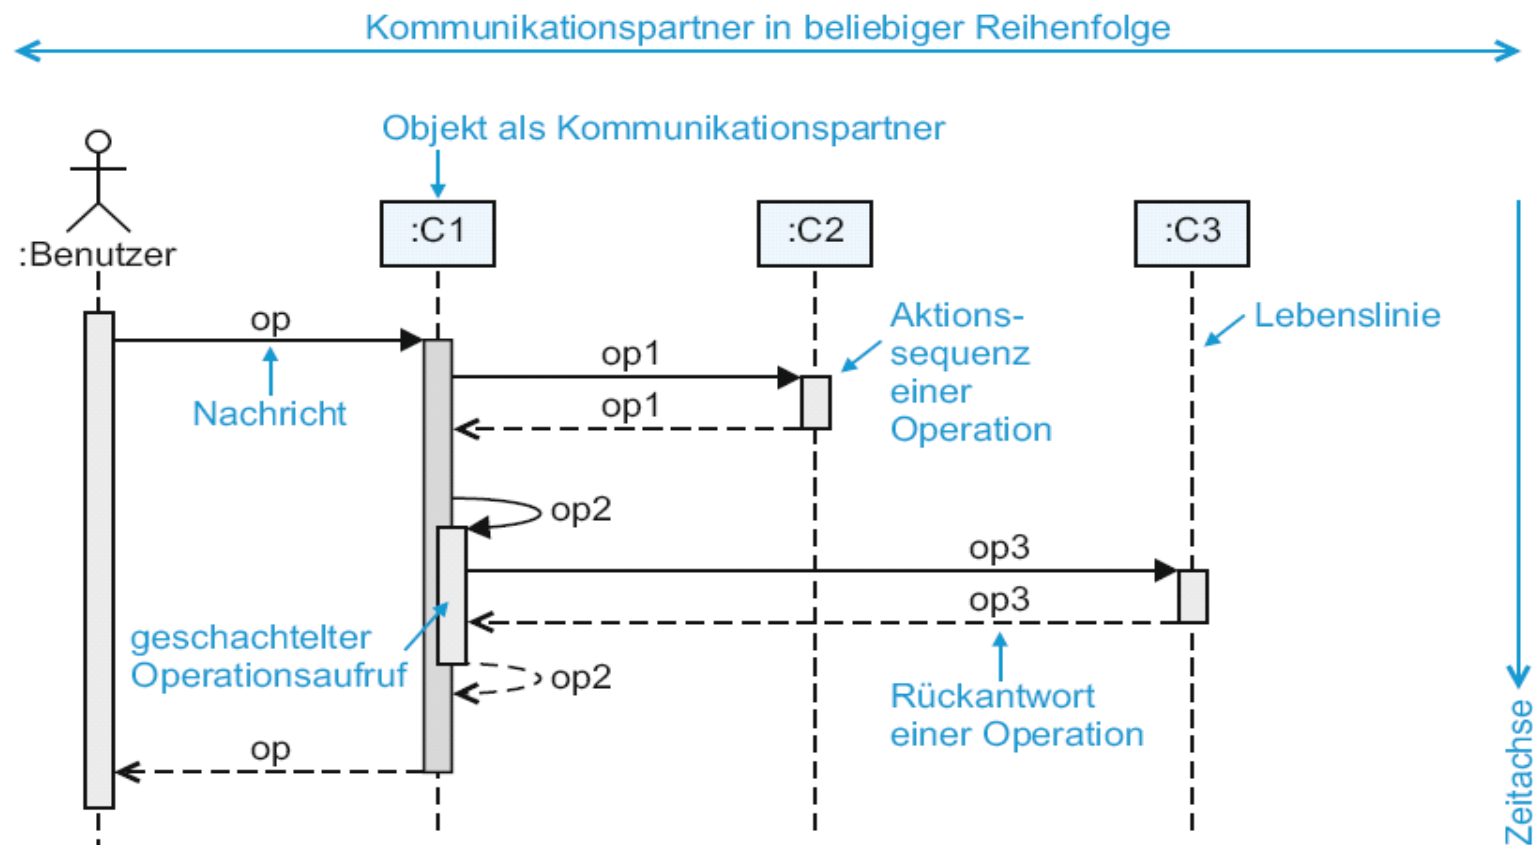 Kommunikationspartner in beliebiger Reihenfolge
Objekt als Kommunikationspartner
:Benutzer
:C1
:C2
:C3
op
Nachricht
op1
op1
Aktions-
sequenz
einer
Operation
Lebenslinie
op2
op3
op3
geschachtelter
Operationsaufruf
op2
Rückantwort
einer Operation
op
Zeitachse